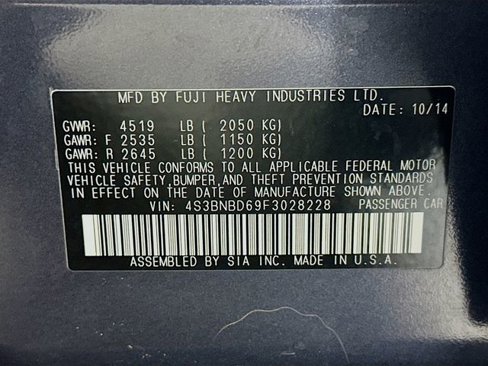 MFD BY FUJI HEAVY INDUSTRIES LTD.
DATE: 10/14
GVWR: 4519 LB ( 2050 KG)
GAWR: F 2535 LB ( 1150 KG)
GAWR: R 2645 LB ( 1200 KG)
THIS VEHICLE CONFORMS TO ALL APPLICABLE FEDERAL MOTOR
VEHICLE SAFETY,BUMPER,AND THEFT PREVENTION STANDARDS
IN EFFECT ON THE DATE OF MANUFACTURE SHOWN ABOVE.
VIN: 4S3BNBD69F3028228 PASSENGER CAR
ASSEMBLED BY SIA INC. MADE IN U.S.A.